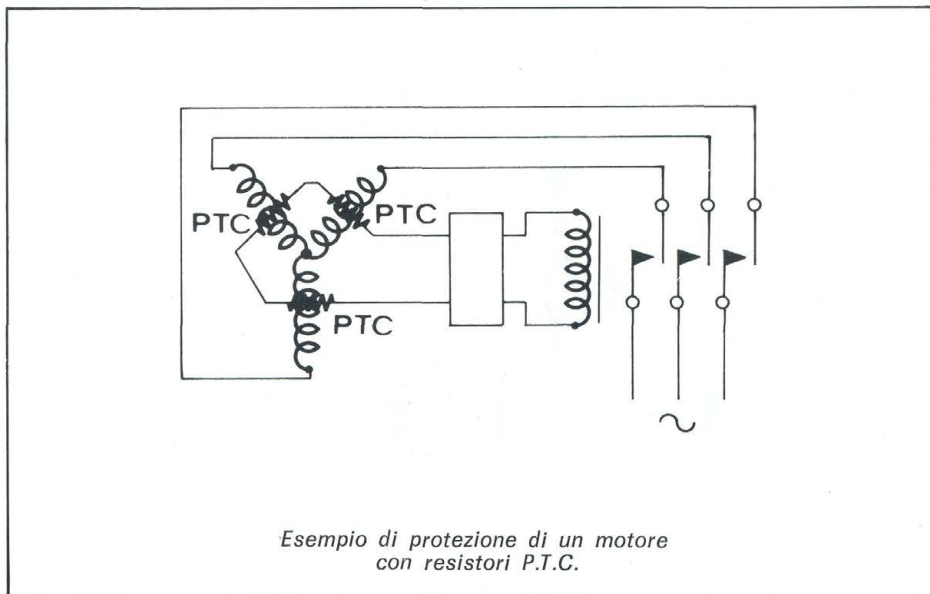 PTC
PTC
PTC
Esempio di protezione di un motore
con resistori P.T.C.